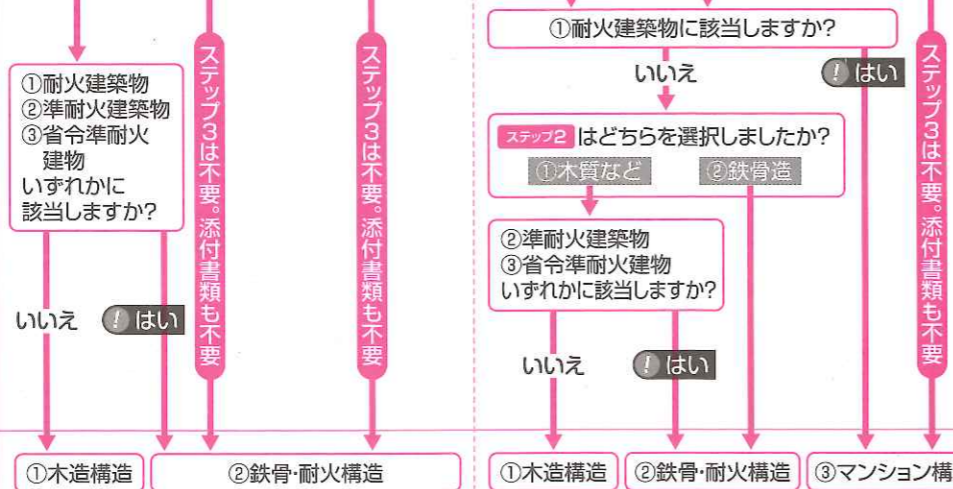 ①耐火建築物
②準耐火建築物
③省令準耐火
建物
いずれかに
該当しますか?
いいえ
! はい
ステップ3は不要。添付書類も不要
ステップ3は不要。添付書類も不要
①木造構造
②鉄骨・耐火構造
①耐火建築物に該当しますか?
いいえ
! はい
ステップ2 はどちらを選択しましたか?
①木質など
②鉄骨造
②準耐火建築物
③省令準耐火建物
いずれかに該当しますか?
いいえ
! はい
ステップ3は不要。添付書類も不要
①木造構造
②鉄骨・耐火構造
③マンション構